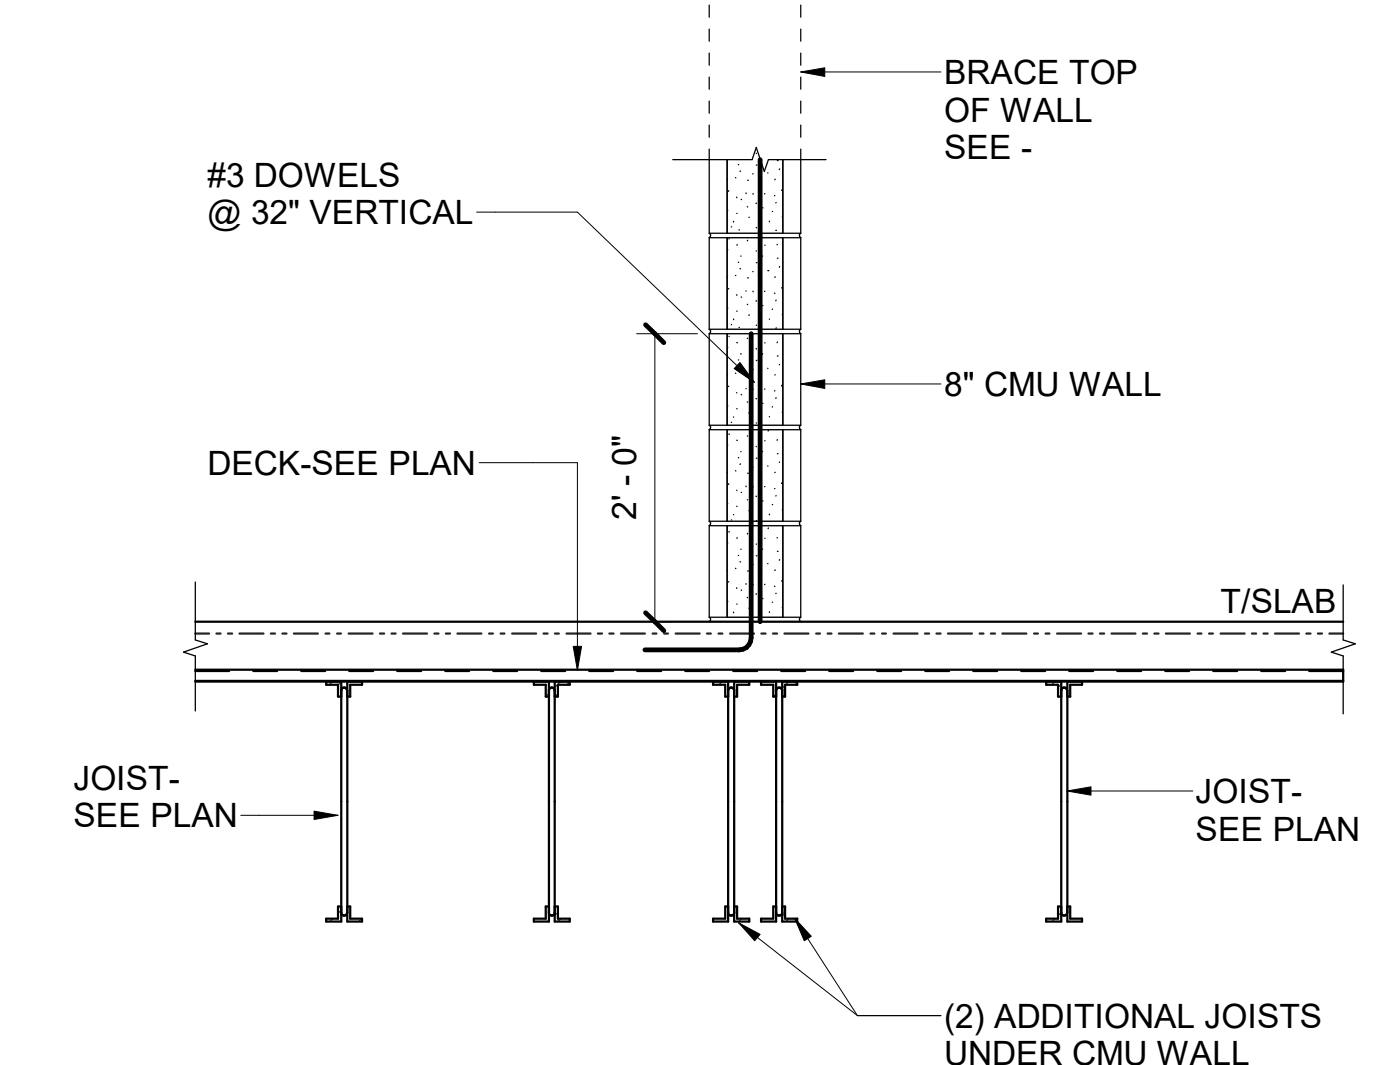 BRACE TOP
OF WALL
SEE -
#3 DOWELS
@ 32" VERTICAL
8" CMU WALL
DECK-SEE PLAN
2' - 0"
T/SLAB
JOIST-
SEE PLAN
JOIST-
SEE PLAN
(2) ADDITIONAL JOISTS
UNDER CMU WALL